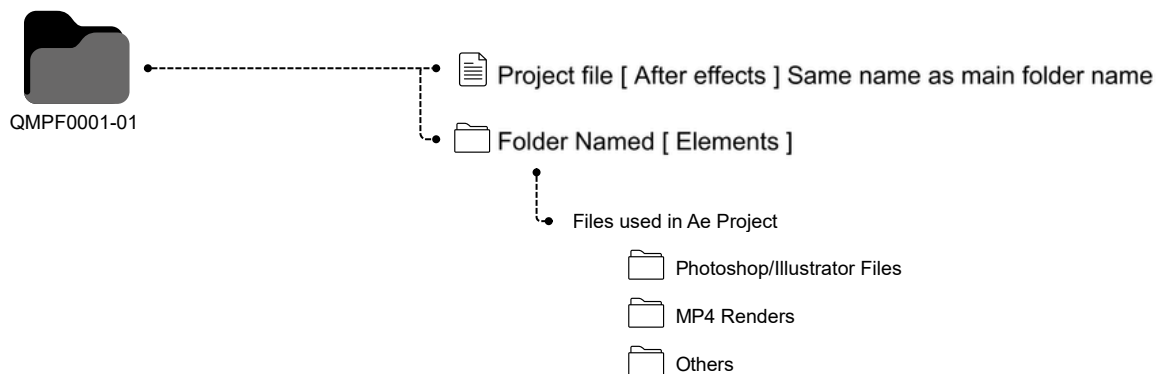 QMPF0001-01
Project file [ After effects ] Same name as main folder name
Folder Named [ Elements ]
Files used in Ae Project
Photoshop/Illustrator Files
MP4 Renders
Others